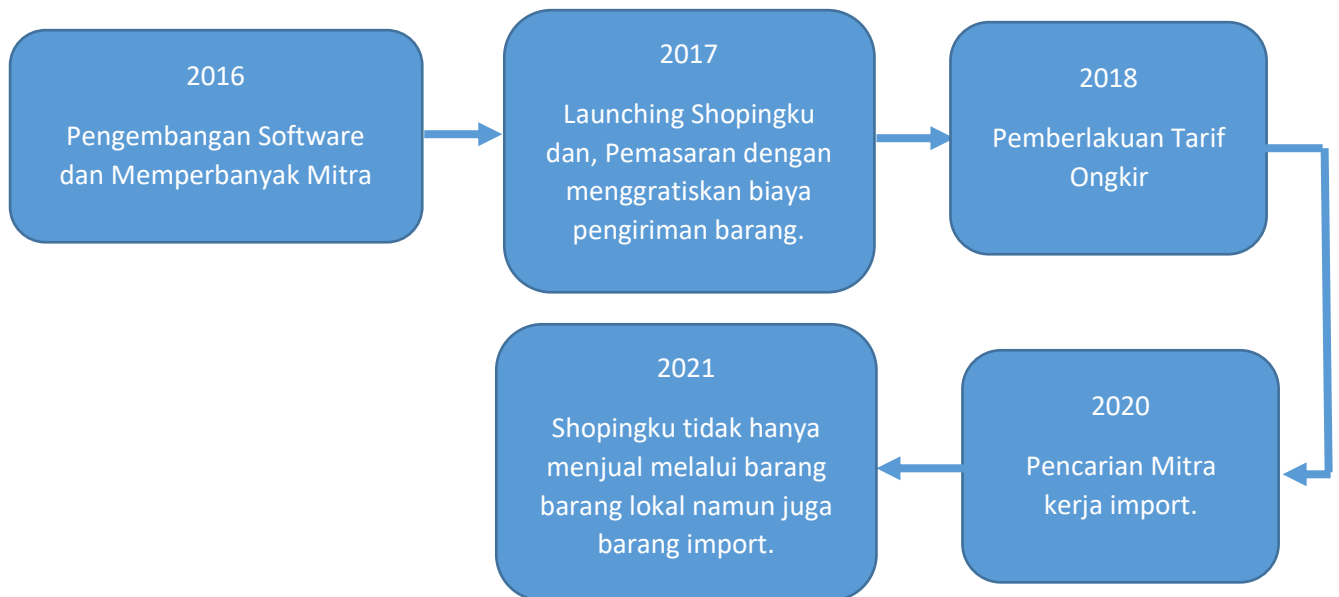 2016
Pengembangan Software
dan Memperbanyak Mitra
2017
Launching Shopingku
dan, Pemasaran dengan
menggratiskan biaya
pengiriman barang.
2018
Pemberlakuan Tarif
Ongkir
2020
Pencarian Mitra
kerja import.
2021
Shopingku tidak hanya
menjual melalui barang
barang lokal namun juga
barang import.